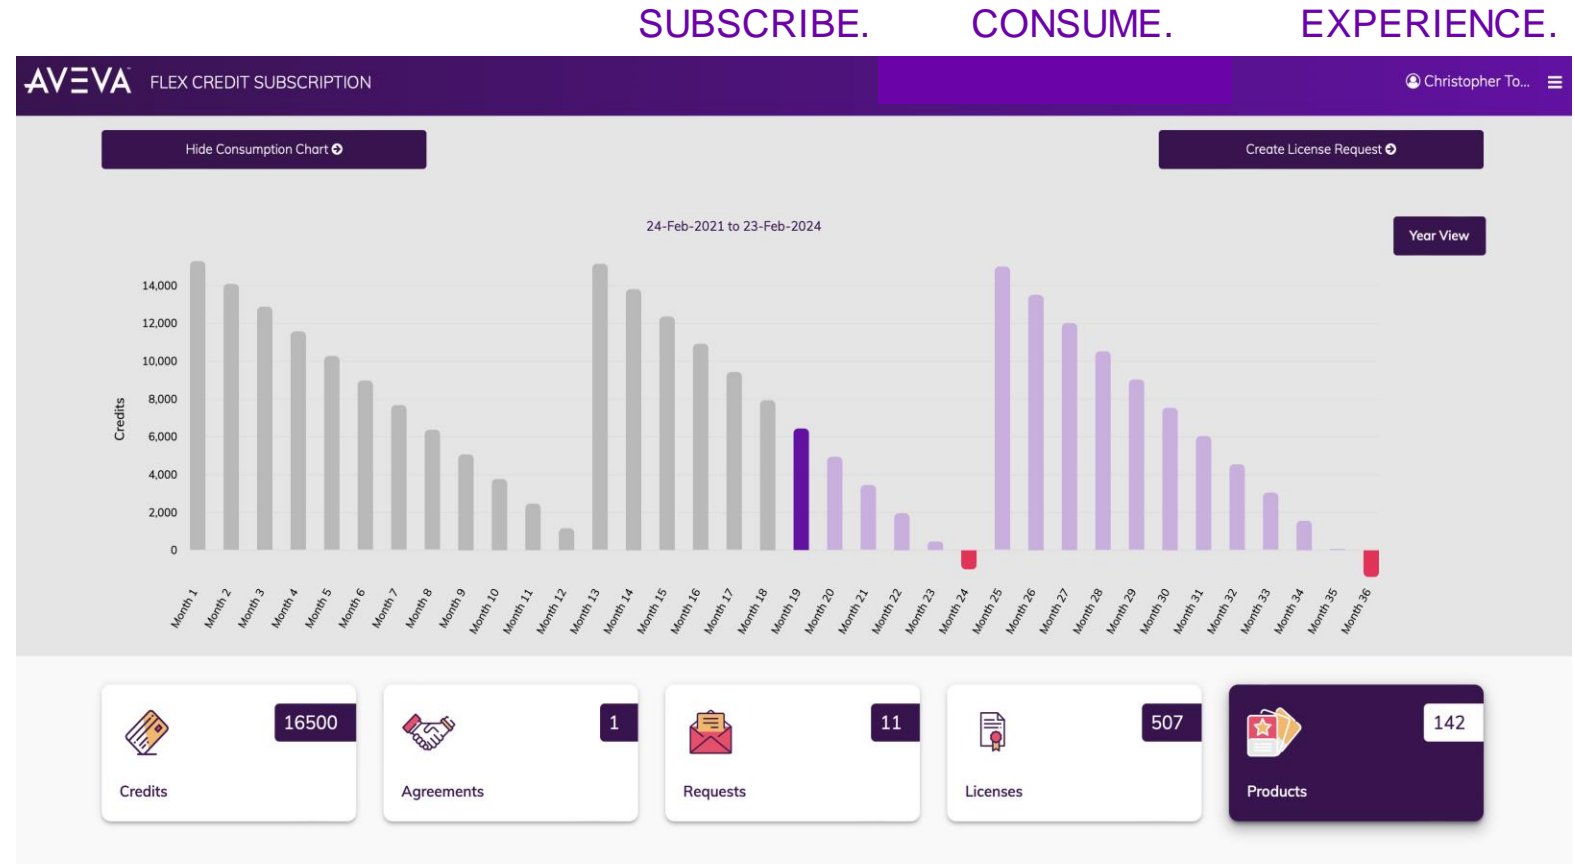 SUBSCRIBE. CONSUME. EXPERIENCE.
AVEVA FLEX CREDIT SUBSCRIPTION Christopher To...
Hide Consumption Chart Create License Request
24-Feb-2021 to 23-Feb-2024
Year View
Credits
14,000
12,000
10,000
8,000
6,000
4,000
2,000
0
Month 1
Month 2
Month 3
Month 4
Month 5
Month 6
Month 7
Month 8
Month 9
Month 10
Month 11
Month 12
Month 13
Month 14
Month 15
Month 16
Month 17
Month 18
Month 19
Month 20
Month 21
Month 22
Month 23
Month 24
Month 25
Month 26
Month 27
Month 28
Month 29
Month 30
Month 31
Month 32
Month 33
Month 34
Month 35
Month 36
16500
Credits
1
Agreements
11
Requests
507
Licenses
142
Products